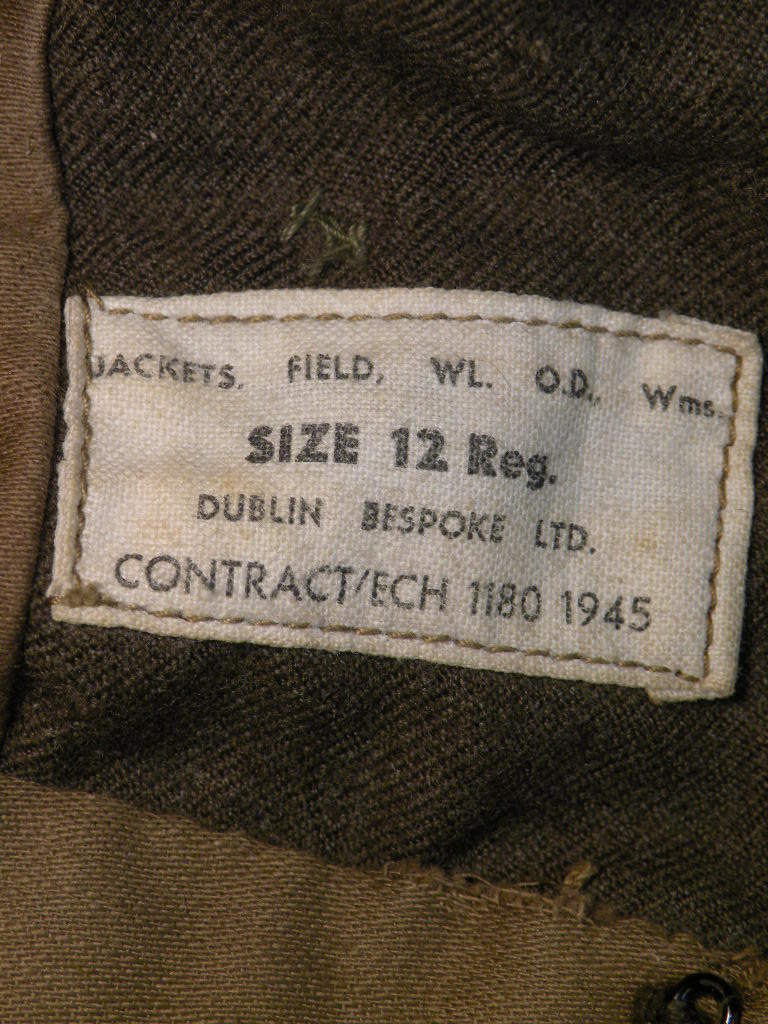 JACKETS, FIELD, WL. O.D., Wms.
SIZE 12 Reg.
DUBLIN BESPOKE LTD.
CONTRACT/ECH 1180 1945